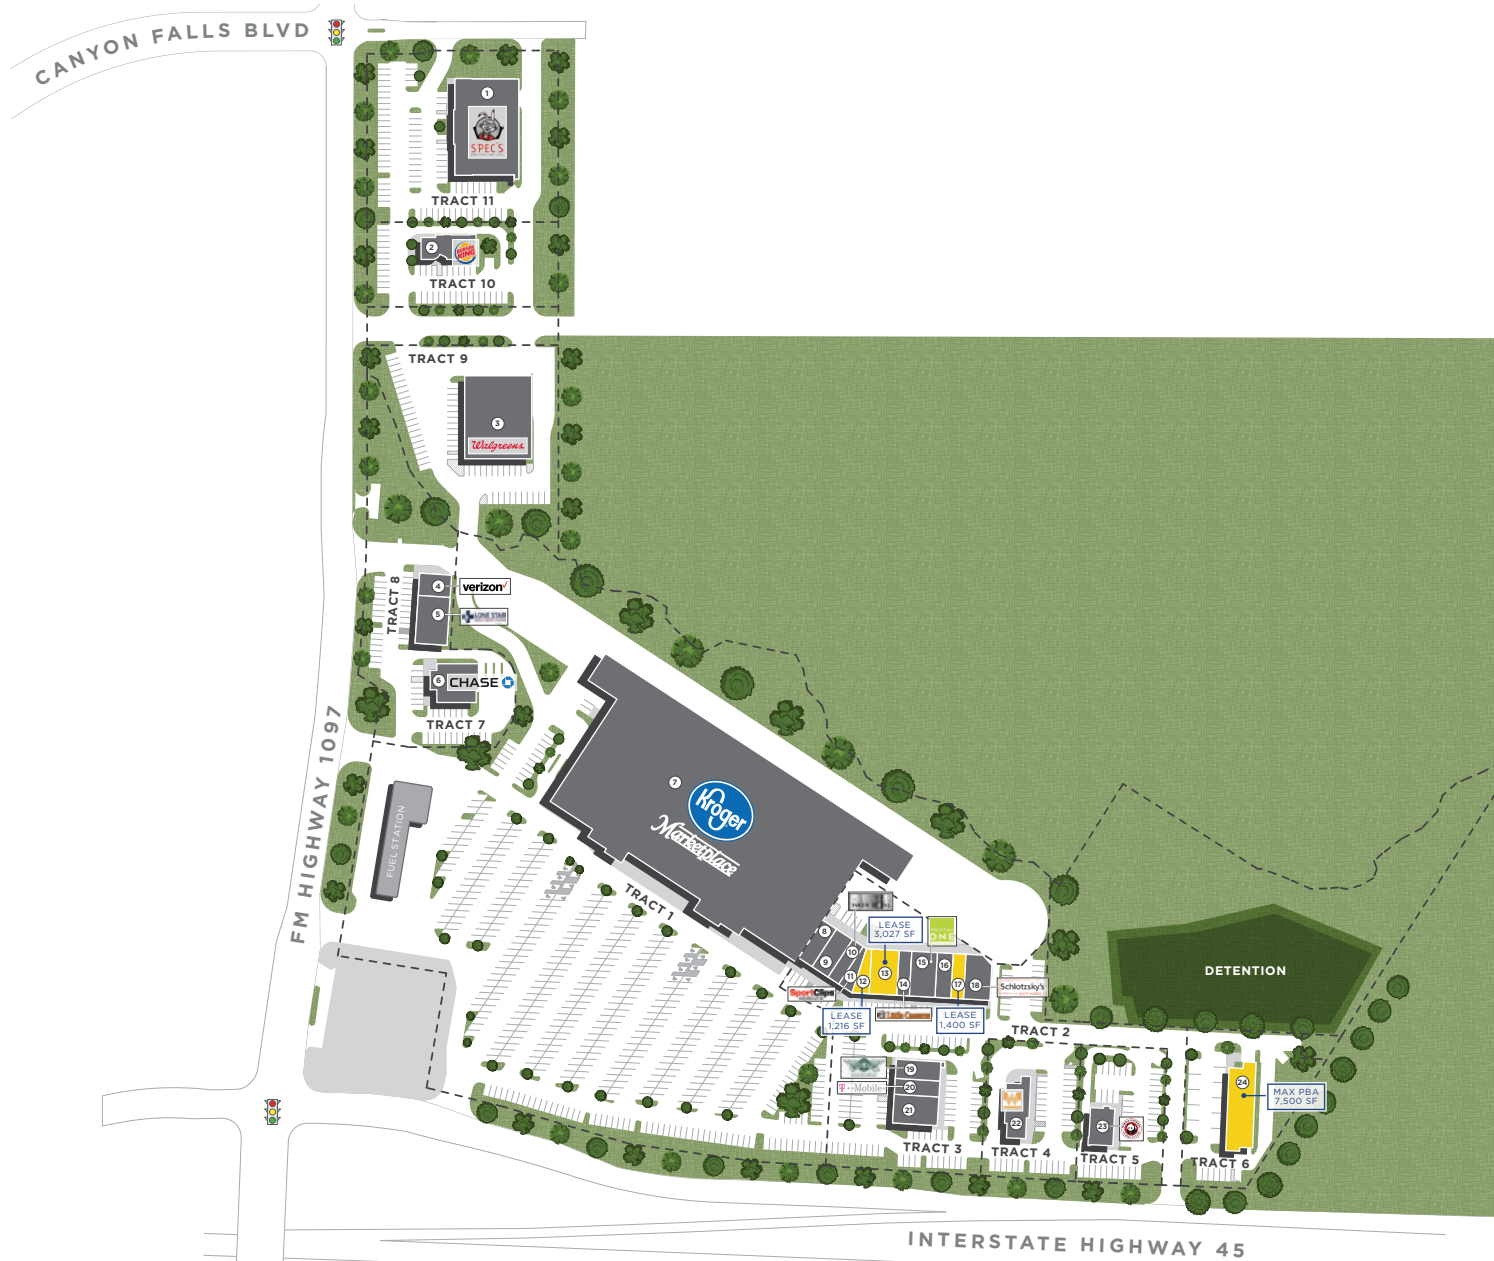 CANYON FALLS BLVD
1
SPEC'S
TRACT 11
2
BURGER KING
TRACT 10
TRACT 9
3
Walgreens
TRACT 8
4
verizon
5
LONE STAR
6
CHASE
TRACT 7
FM HIGHWAY 1097
FUEL STATION
7
Kroger
Marketplace
TRACT 1
8
9
10
11
12
13
14
15
16
17
18
LEASE
3,027 SF
ONE
SportClips
LEASE
1,216 SF
Little Caesars
LEASE
1,400 SF
Schlotzsky's
DETENTION
TRACT 2
19
T-Mobile
20
21
TRACT 3
22
TRACT 4
23
TRACT 5
24
MAX PBA
7,500 SF
TRACT 6
INTERSTATE HIGHWAY 45